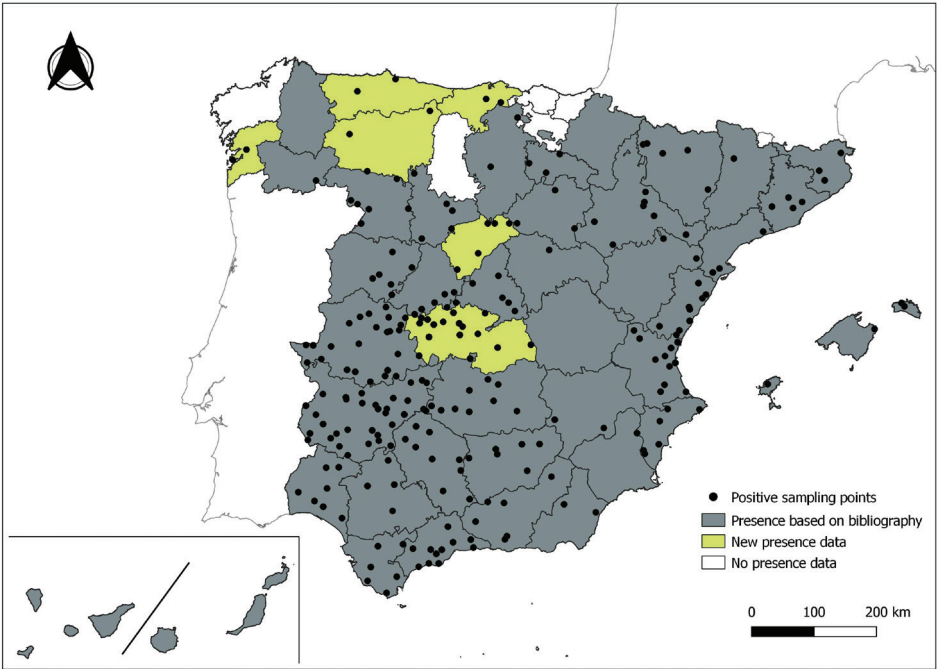 Positive sampling points
Presence based on bibliography
New presence data
No presence data
0 100 200 km